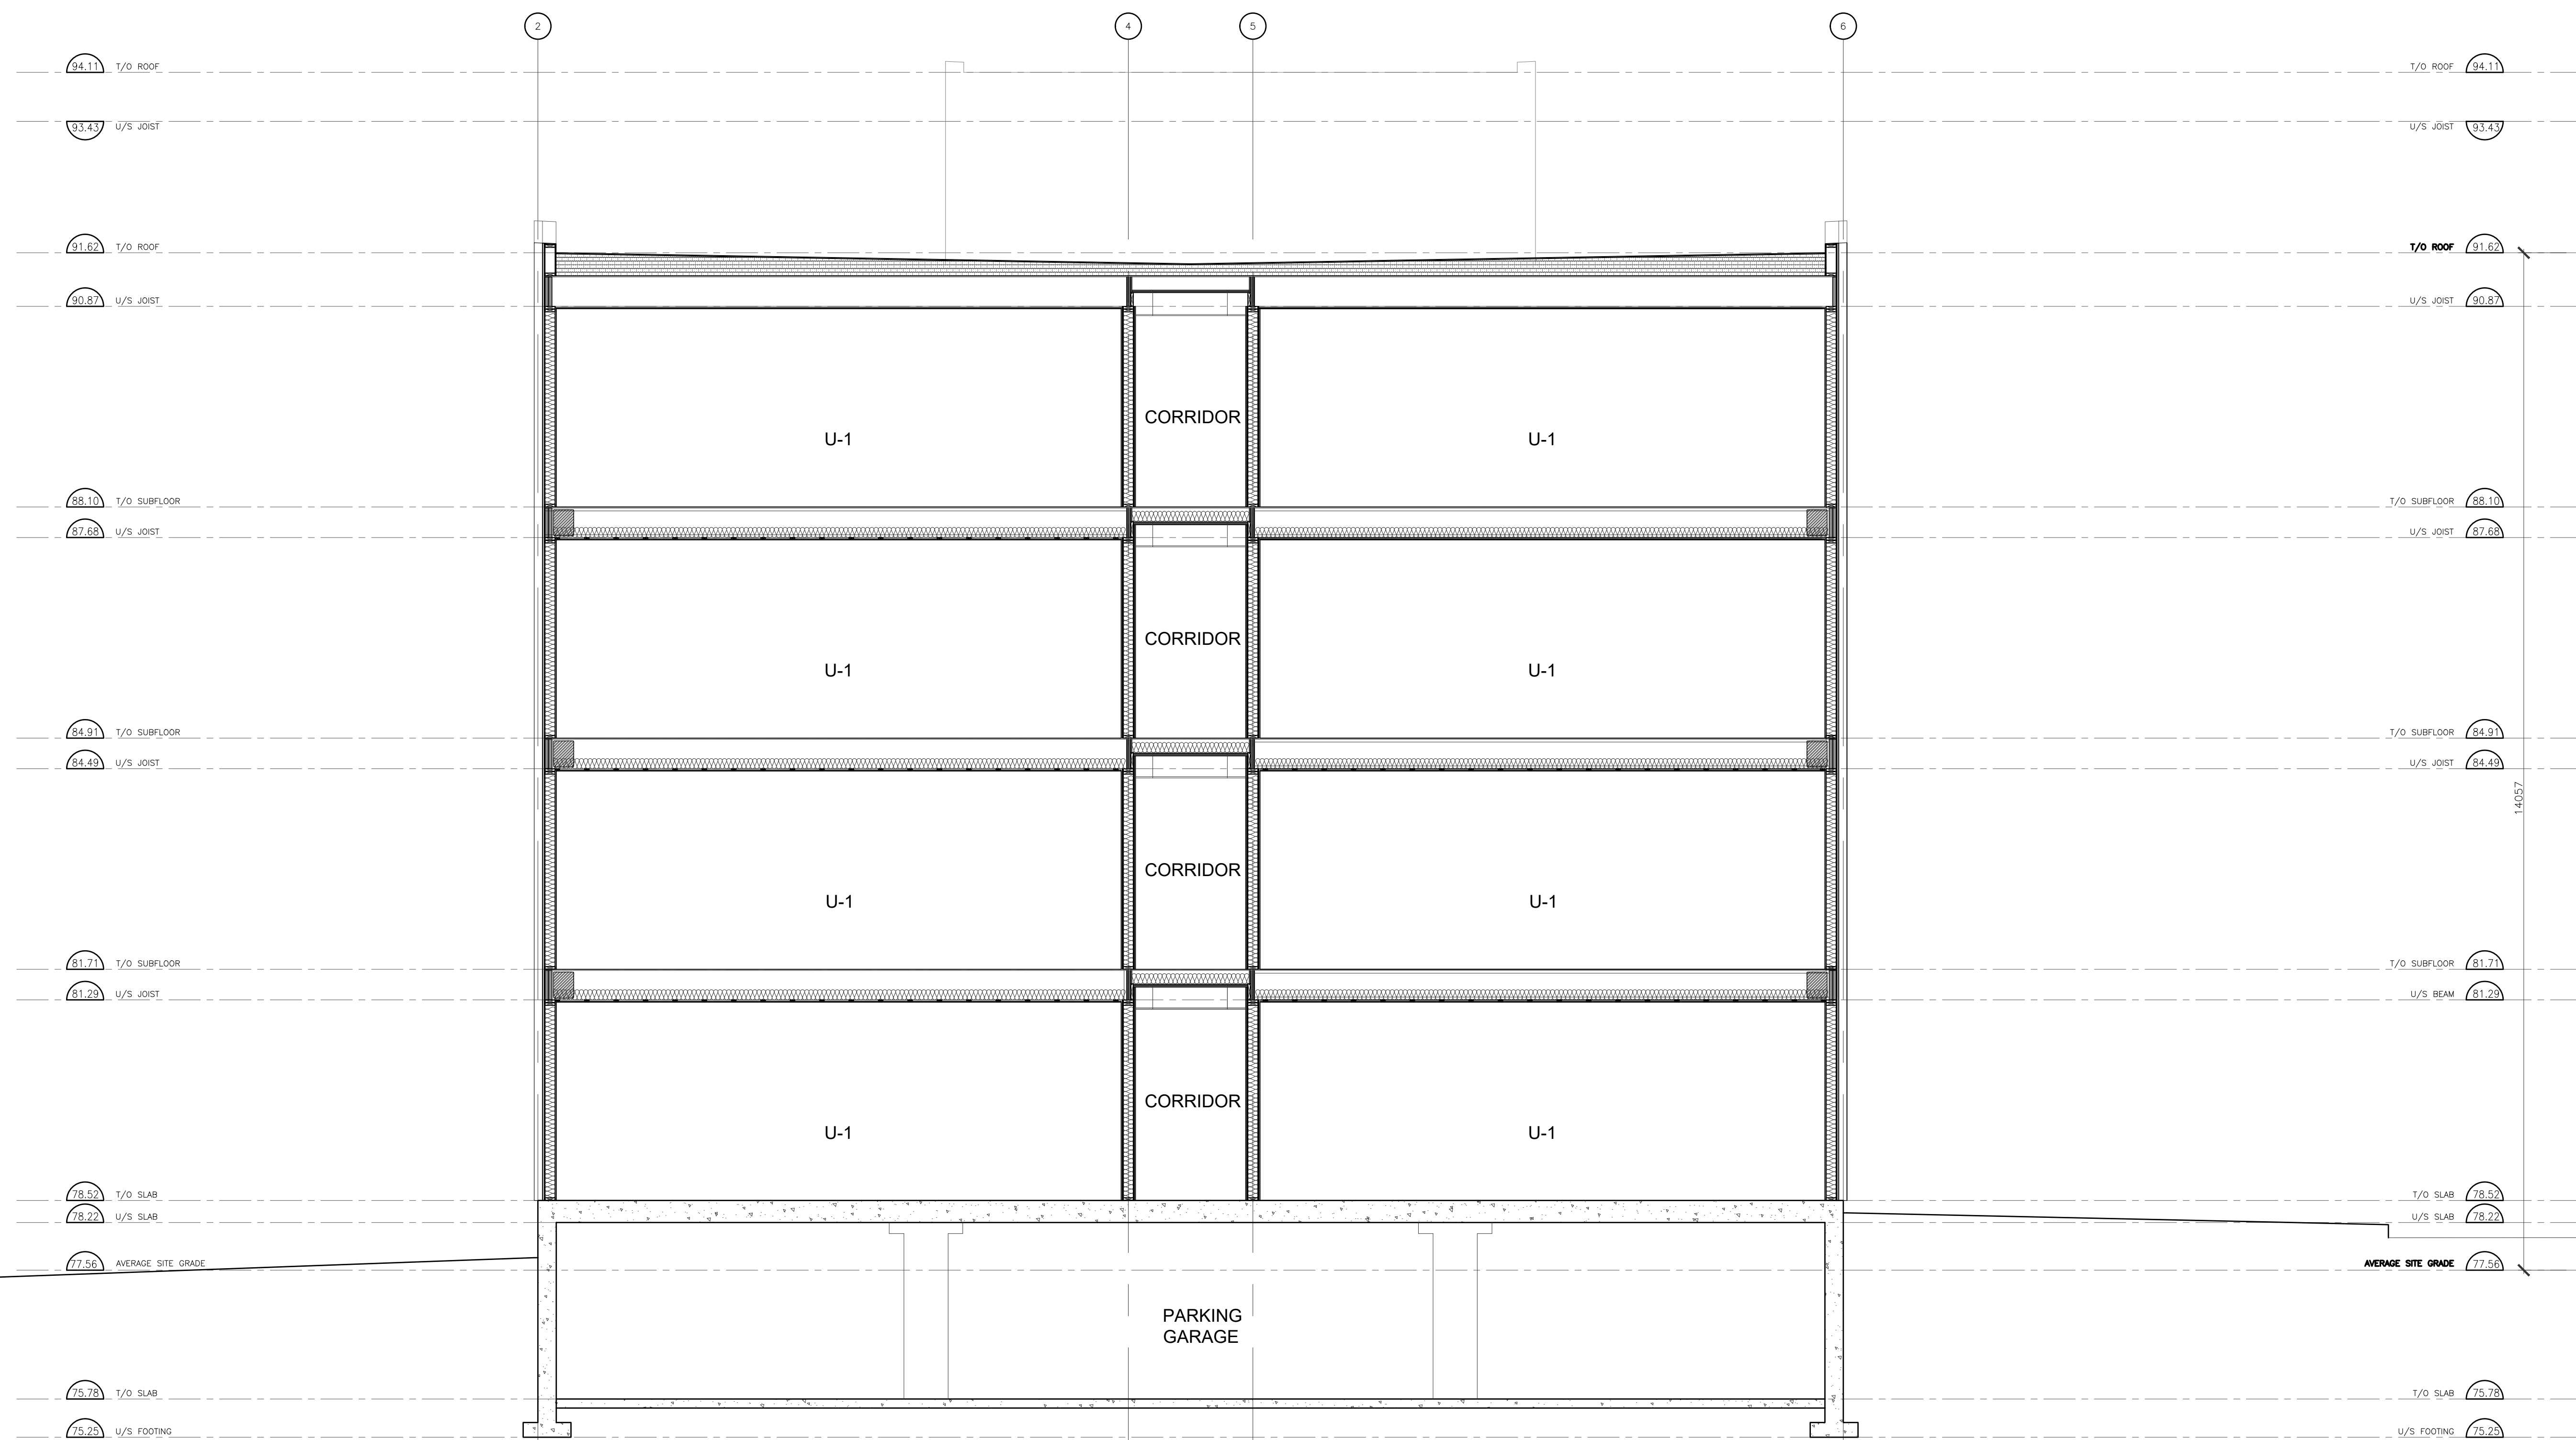 2 4 5 6
94.11 T/O ROOF T/O ROOF 94.11
93.43 U/S JOIST U/S JOIST 93.43
91.62 T/O ROOF T/O ROOF 91.62
90.87 U/S JOIST U/S JOIST 90.87
CORRIDOR
U-1 U-1
88.10 T/O SUBFLOOR T/O SUBFLOOR 88.10
87.68 U/S JOIST U/S JOIST 87.68
CORRIDOR
U-1 U-1
84.91 T/O SUBFLOOR T/O SUBFLOOR 84.91
84.49 U/S JOIST U/S JOIST 84.49
14057
CORRIDOR
U-1 U-1
81.71 T/O SUBFLOOR T/O SUBFLOOR 81.71
81.29 U/S JOIST U/S BEAM 81.29
CORRIDOR
U-1 U-1
78.52 T/O SLAB T/O SLAB 78.52
78.22 U/S SLAB U/S SLAB 78.22
77.56 AVERAGE SITE GRADE AVERAGE SITE GRADE 77.56
PARKING
GARAGE
75.78 T/O SLAB T/O SLAB 75.78
75.25 U/S FOOTING U/S FOOTING 75.25